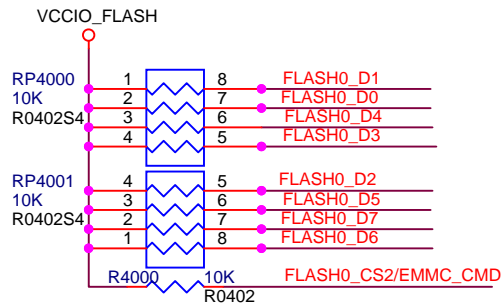 VCCIO_FLASH
RP4000 1 8 FLASH0_D1
10K 2 7 FLASH0_D0
R0402S4 3 6 FLASH0_D4
4 5 FLASH0_D3
RP4001 4 5 FLASH0_D2
10K 3 6 FLASH0_D5
R0402S4 2 7 FLASH0_D7
1 8 FLASH0_D6
R4000 10K FLASH0_CS2/EMMC_CMD
R0402